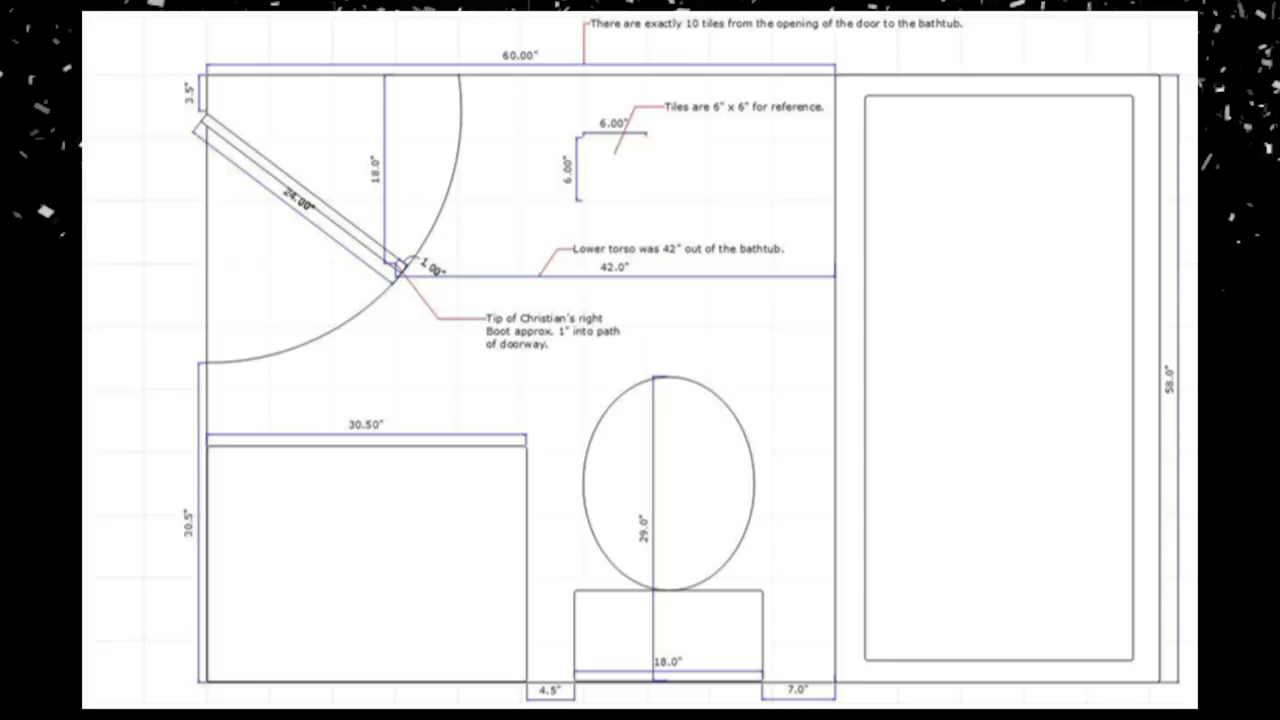 There are exactly 10 tiles from the opening of the door to the bathtub.
60.00"
3.5"
Tiles are 6" x 6" for reference.
6.00"
18.0"
6.00"
24.00"
Lower torso was 42" out of the bathtub.
42.0"
1.00"
Tip of Christian's right
Boot approx. 1" into path
of doorway.
58.0"
30.50"
30.5"
29.0"
18.0"
4.5"
7.0"